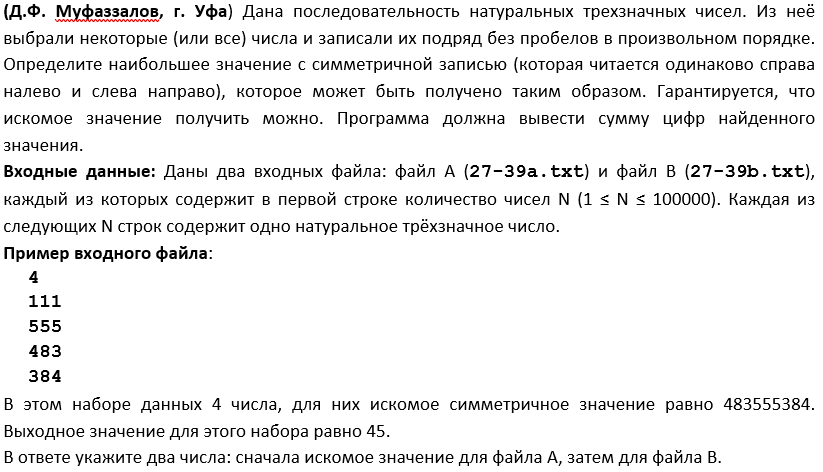 (Д.Ф. Муфаззалов, г. Уфа) Дана последовательность натуральных трехзначных чисел. Из неё
выбрали некоторые (или все) числа и записали их подряд без пробелов в произвольном порядке.
Определите наибольшее значение с симметричной записью (которая читается одинаково справа
налево и слева направо), которое может быть получено таким образом. Гарантируется, что
искомое значение получить можно. Программа должна вывести сумму цифр найденного
значения.
Входные данные: Даны два входных файла: файл A (27-39a.txt) и файл B (27-39b.txt),
каждый из которых содержит в первой строке количество чисел N (1 ≤ N ≤ 100000). Каждая из
следующих N строк содержит одно натуральное трёхзначное число.
Пример входного файла:
4
111
555
483
384
В этом наборе данных 4 числа, для них искомое симметричное значение равно 483555384.
Выходное значение для этого набора равно 45.
В ответе укажите два числа: сначала искомое значение для файла А, затем для файла B.